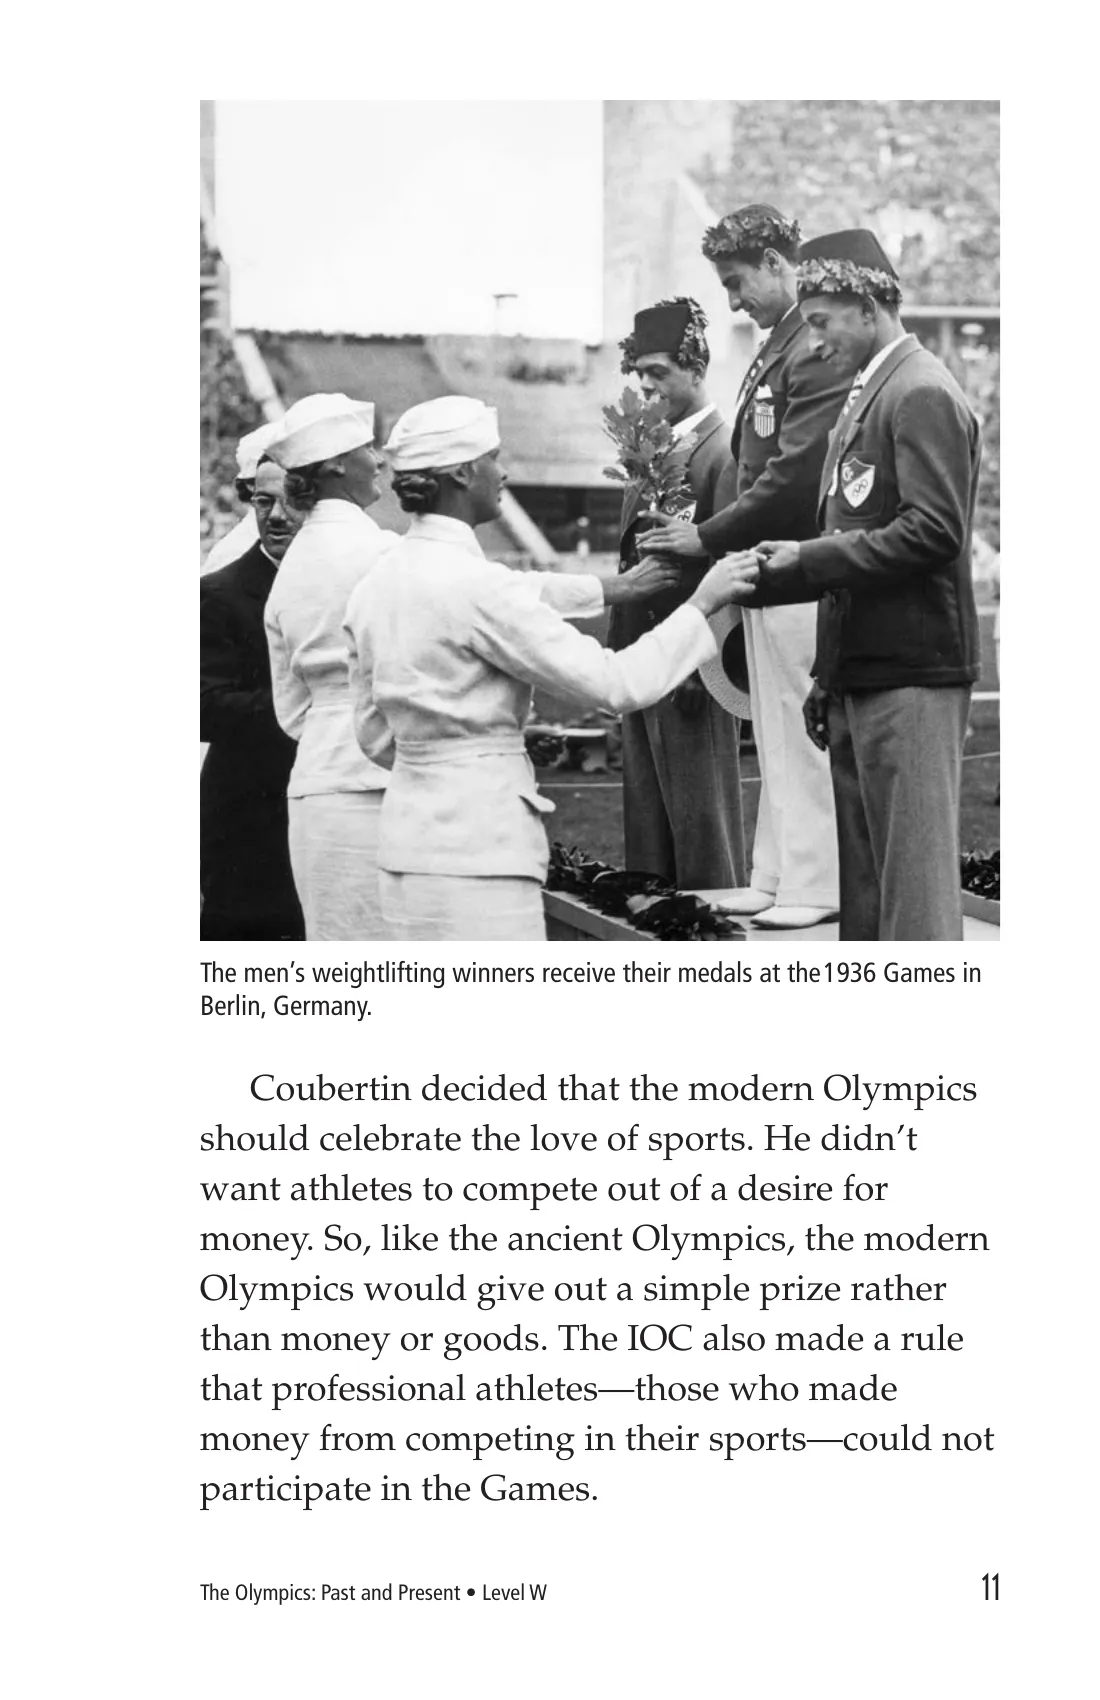 The men’s weightlifting winners receive their medals at the1936 Games in
Berlin, Germany.
Coubertin decided that the modern Olympics
should celebrate the love of sports. He didn’t
want athletes to compete out of a desire for
money. So, like the ancient Olympics, the modern
Olympics would give out a simple prize rather
than money or goods. The IOC also made a rule
that professional athletes—those who made
money from competing in their sports—could not
participate in the Games.
The Olympics: Past and Present • Level W
11